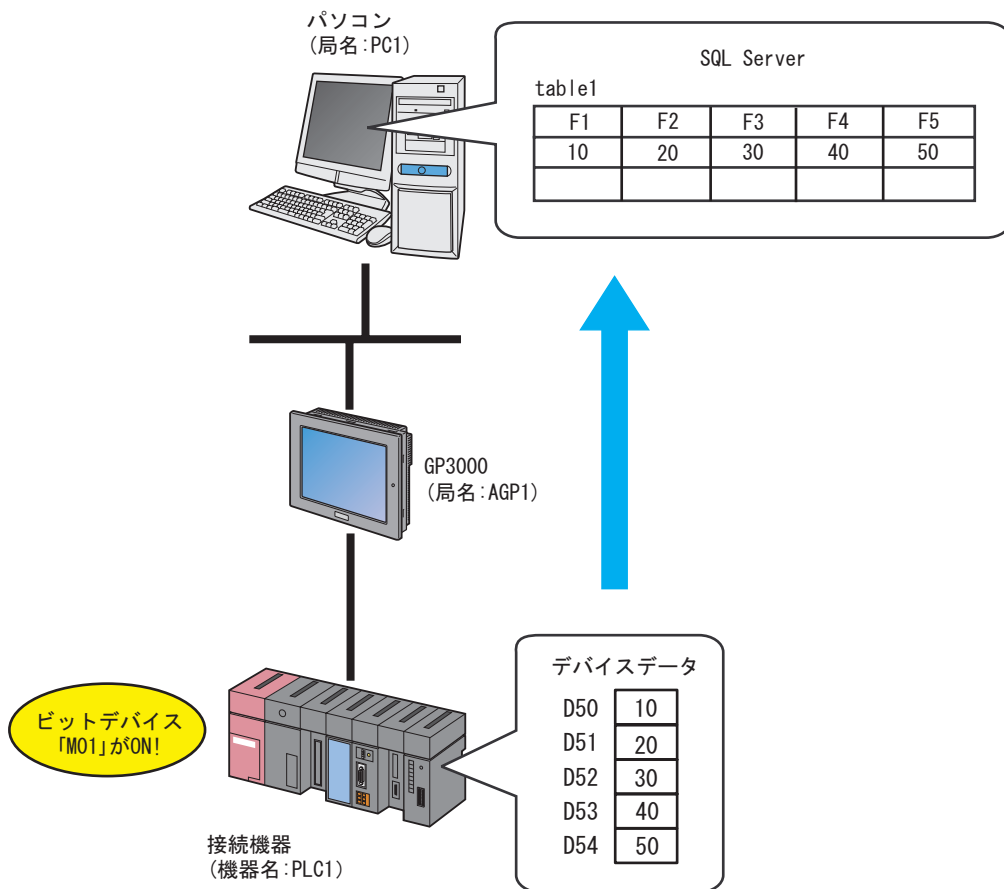 パソコン
(局名:PC1)
SQL Server
table1
F1 F2 F3 F4 F5
10 20 30 40 50
GP3000
(局名:AGP1)
ビットデバイス
「M01」がON!
接続機器
(機器名:PLC1)
デバイスデータ
D50 10
D51 20
D52 30
D53 40
D54 50